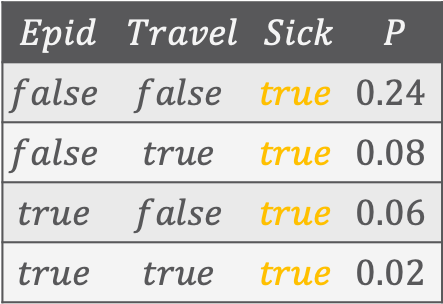 Epid Travel Sick P
false false true 0.24
false true true 0.08
true false true 0.06
true true true 0.02